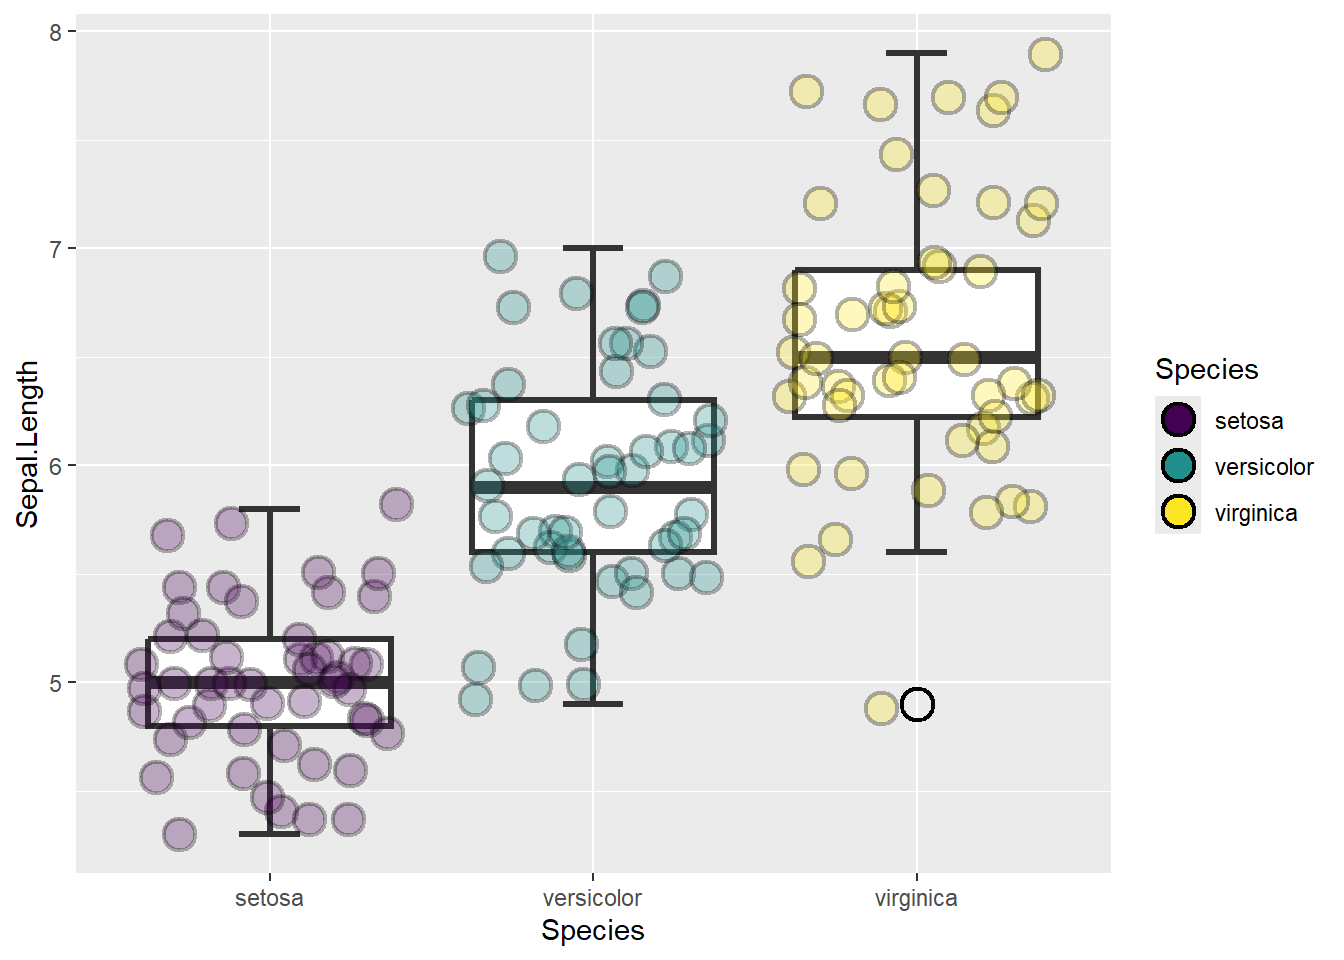 8
7
6
5
Sepal.Length
setosa
versicolor
virginica
Species
Species
setosa
versicolor
virginica